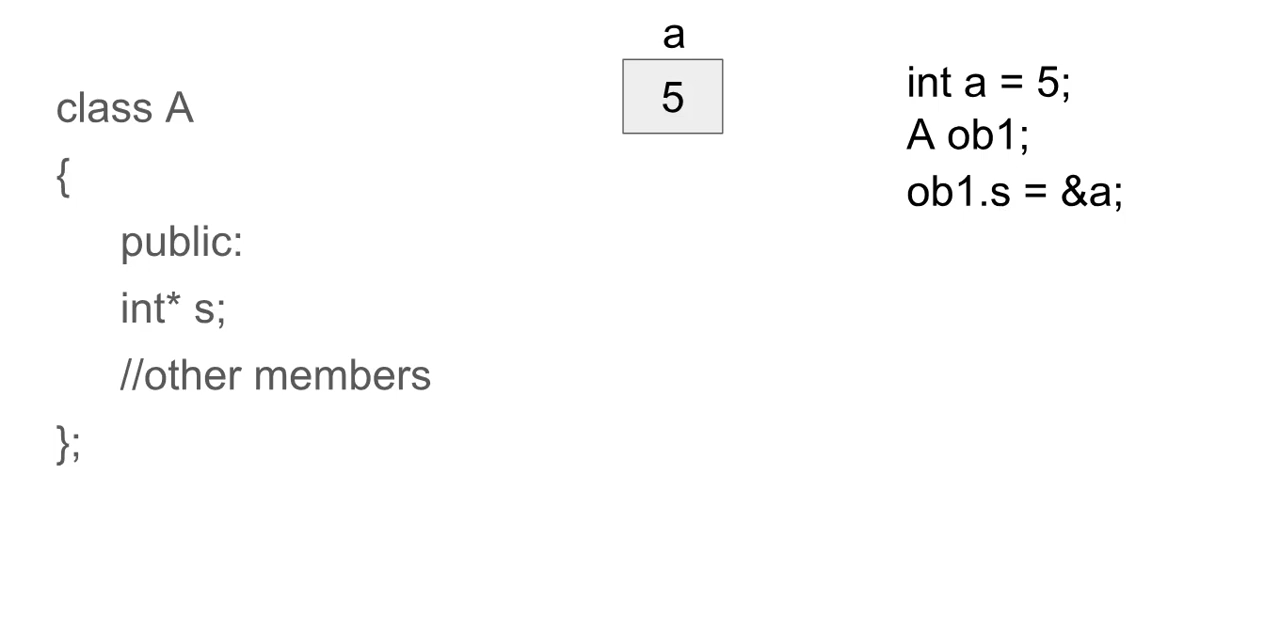 class A
{
public:
int* s;
//other members
};
a
5
int a = 5;
A ob1;
ob1.s = &a;